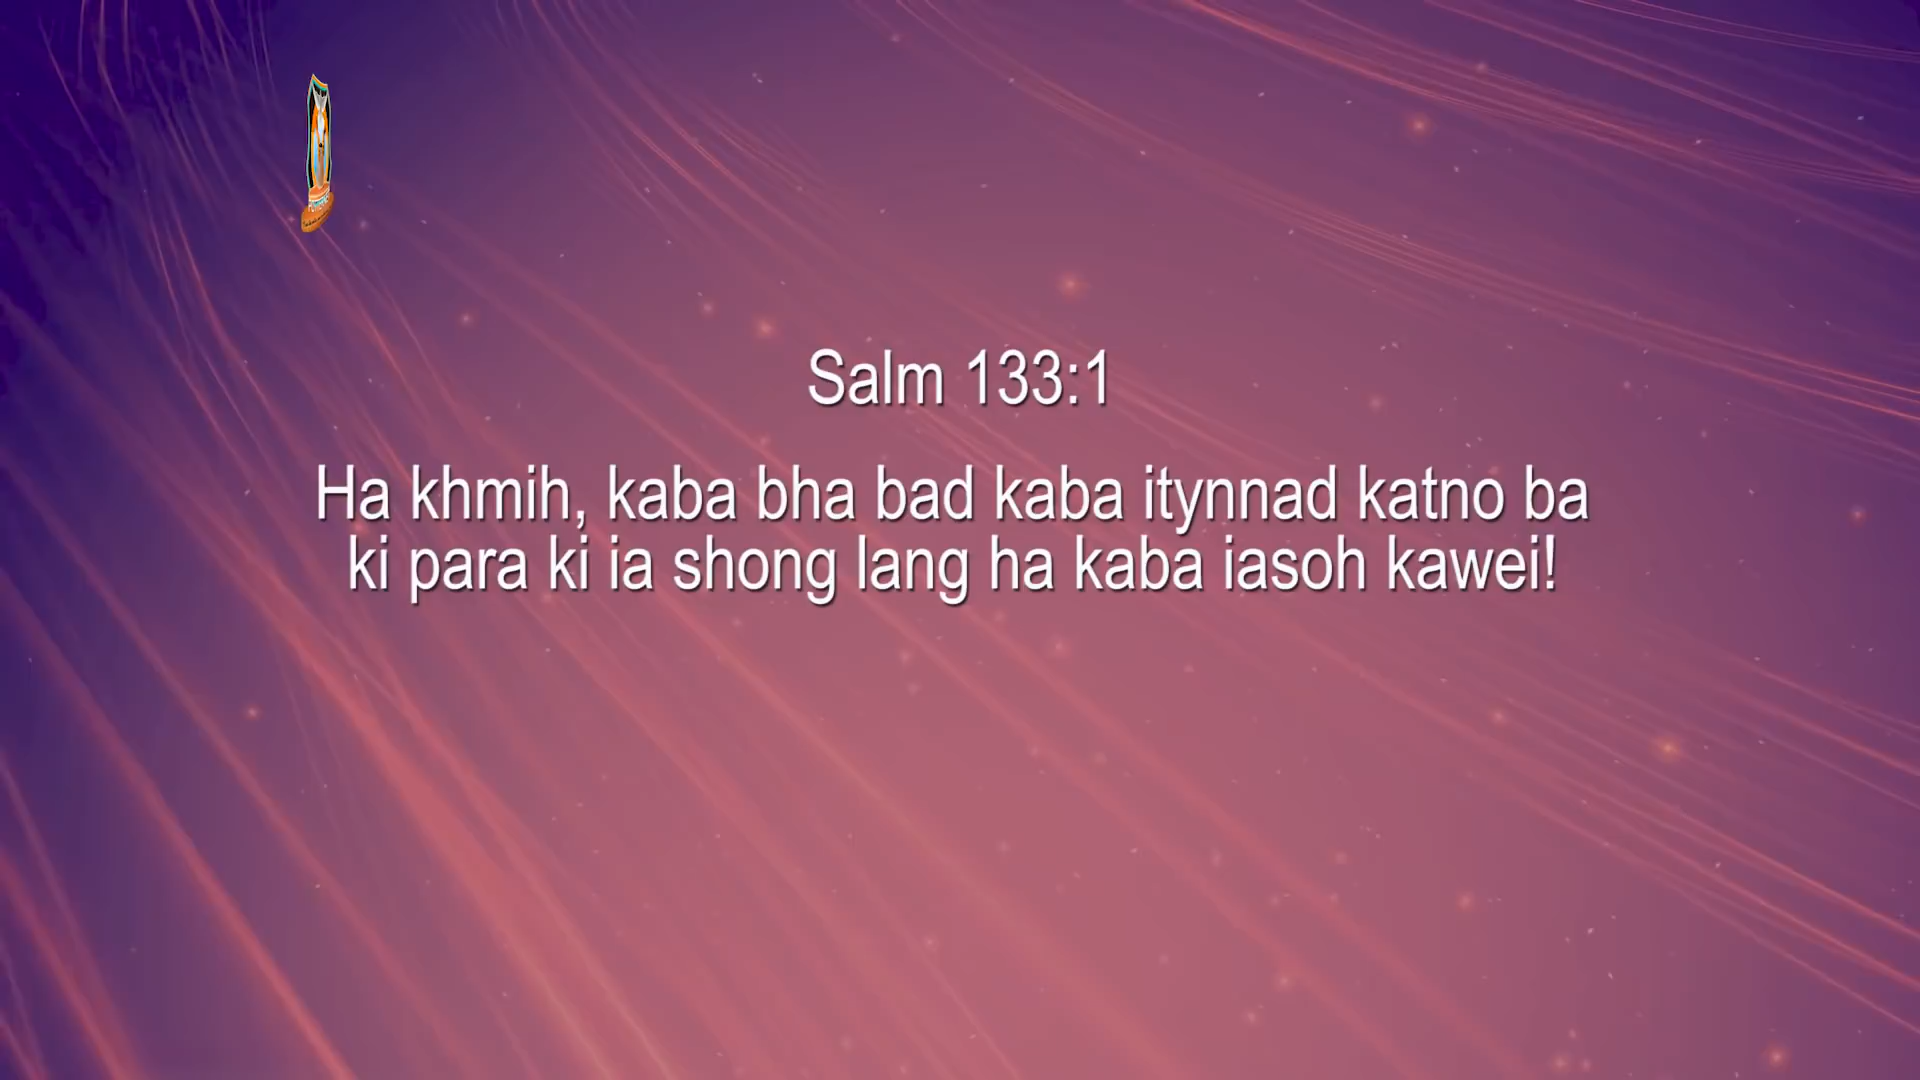 Salm 133:1
Ha khmih, kaba bha bad kaba itynnad katno ba
ki para ki ia shong lang ha kaba iasoh kawei!